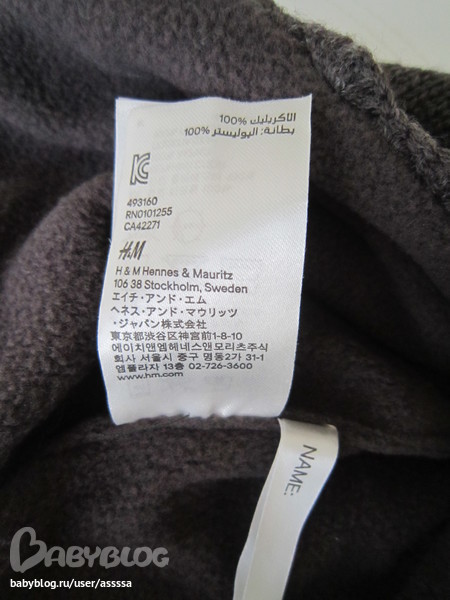 الاكريليك 100%
بطانة: البوليستر 100%
493160
RN0101255
CA42271
H&M
H & M Hennes & Mauritz
106 38 Stockholm, Sweden
エイチ・アンド・エム
ヘネス・アンド・マウリッツ
・ジャパン株式会社
東京都渋谷区神宮前1-8-10
에이치앤엠헤네스앤모리츠주식
회사 서울시 중구 명동2가 31-1
엠플라자 13층 02-726-3600
www.hm.com
NAME:
BABYBLOG
babyblog.ru/user/assssa